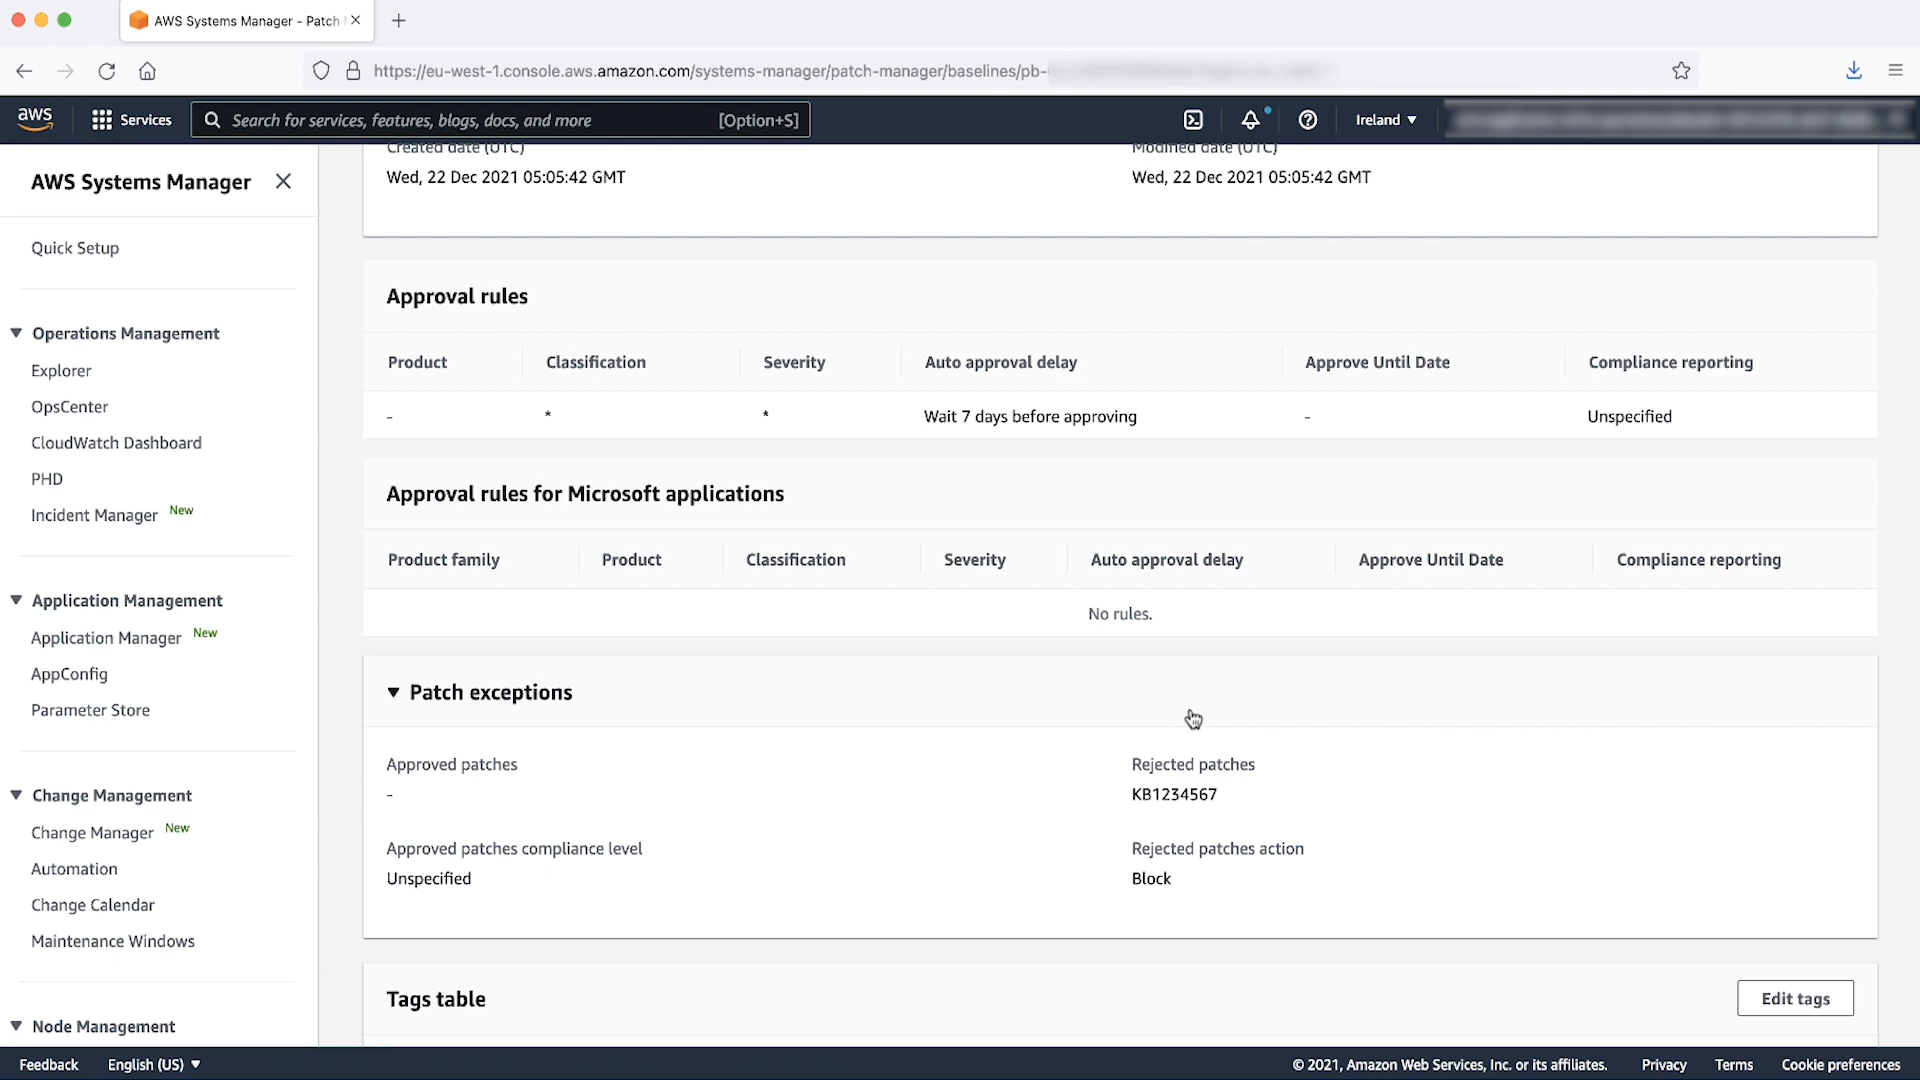 AWS Systems Manager - Patch
https://eu-west-1.console.aws.amazon.com/systems-manager/patch-manager/baselines/pb-
aws
Services
Search for services, features, blogs, docs, and more
[Option+S]
Ireland
AWS Systems Manager
Quick Setup
Operations Management
Explorer
OpsCenter
CloudWatch Dashboard
PHD
Incident Manager New
Application Management
Application Manager New
AppConfig
Parameter Store
Change Management
Change Manager New
Automation
Change Calendar
Maintenance Windows
Node Management
Created date (UTC)
Modified date (UTC)
Wed, 22 Dec 2021 05:05:42 GMT
Wed, 22 Dec 2021 05:05:42 GMT
Approval rules
Product Classification Severity Auto approval delay Approve Until Date Compliance reporting
- * * Wait 7 days before approving - Unspecified
Approval rules for Microsoft applications
Product family Product Classification Severity Auto approval delay Approve Until Date Compliance reporting
No rules.
Patch exceptions
Approved patches
-
Rejected patches
KB1234567
Approved patches compliance level
Unspecified
Rejected patches action
Block
Tags table
Edit tags
Feedback English (US)
© 2021, Amazon Web Services, Inc. or its affiliates. Privacy Terms Cookie preferences